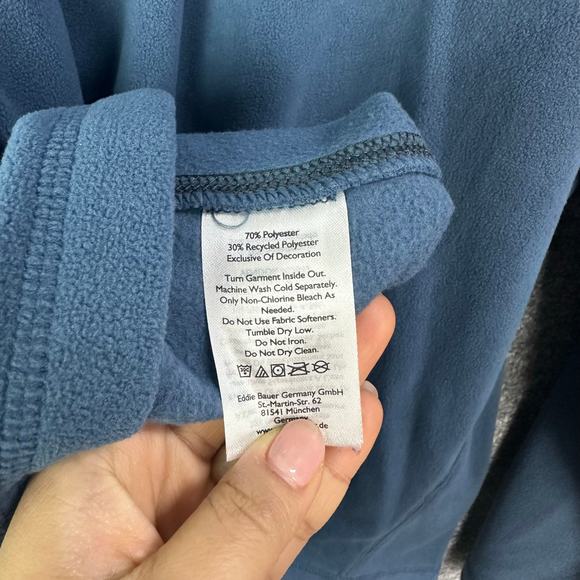 70% Polyester
30% Recycled Polyester
Exclusive Of Decoration
Turn Garment Inside Out.
Machine Wash Cold Separately.
Only Non-Chlorine Bleach As
Needed.
Do Not Use Fabric Softeners.
Tumble Dry Low.
Do Not Iron.
Do Not Dry Clean.
Eddie Bauer Germany GmbH
St.-Martin-Str. 62
81541 München
Germany